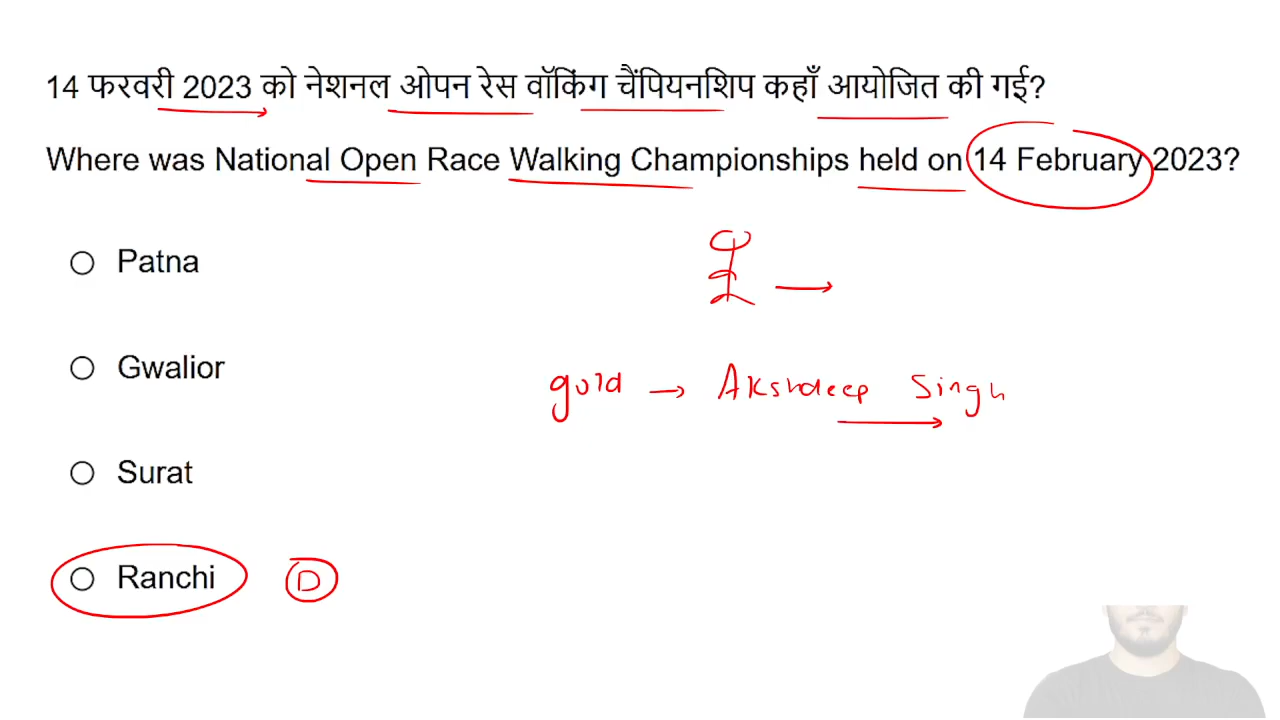 14 फरवरी 2023 को नेशनल ओपन रेस वॉकिंग चैंपियनशिप कहाँ आयोजित की गई?
Where was National Open Race Walking Championships held on 14 February 2023?
Patna
Gwalior
gold → Akshdeep Singh
Surat
Ranchi D